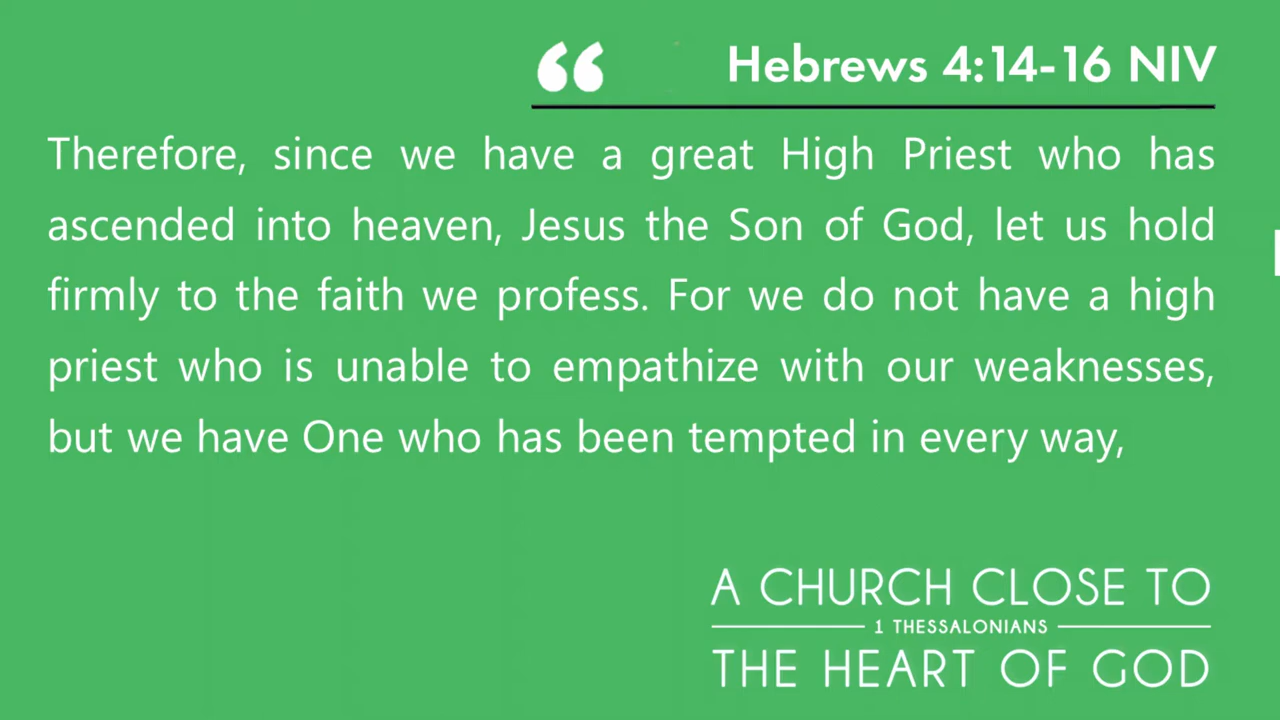 “ Hebrews 4:14-16 NIV
Therefore, since we have a great High Priest who has
ascended into heaven, Jesus the Son of God, let us hold
firmly to the faith we profess. For we do not have a high
priest who is unable to empathize with our weaknesses,
but we have One who has been tempted in every way,
A CHURCH CLOSE TO
1 THESSALONIANS
THE HEART OF GOD